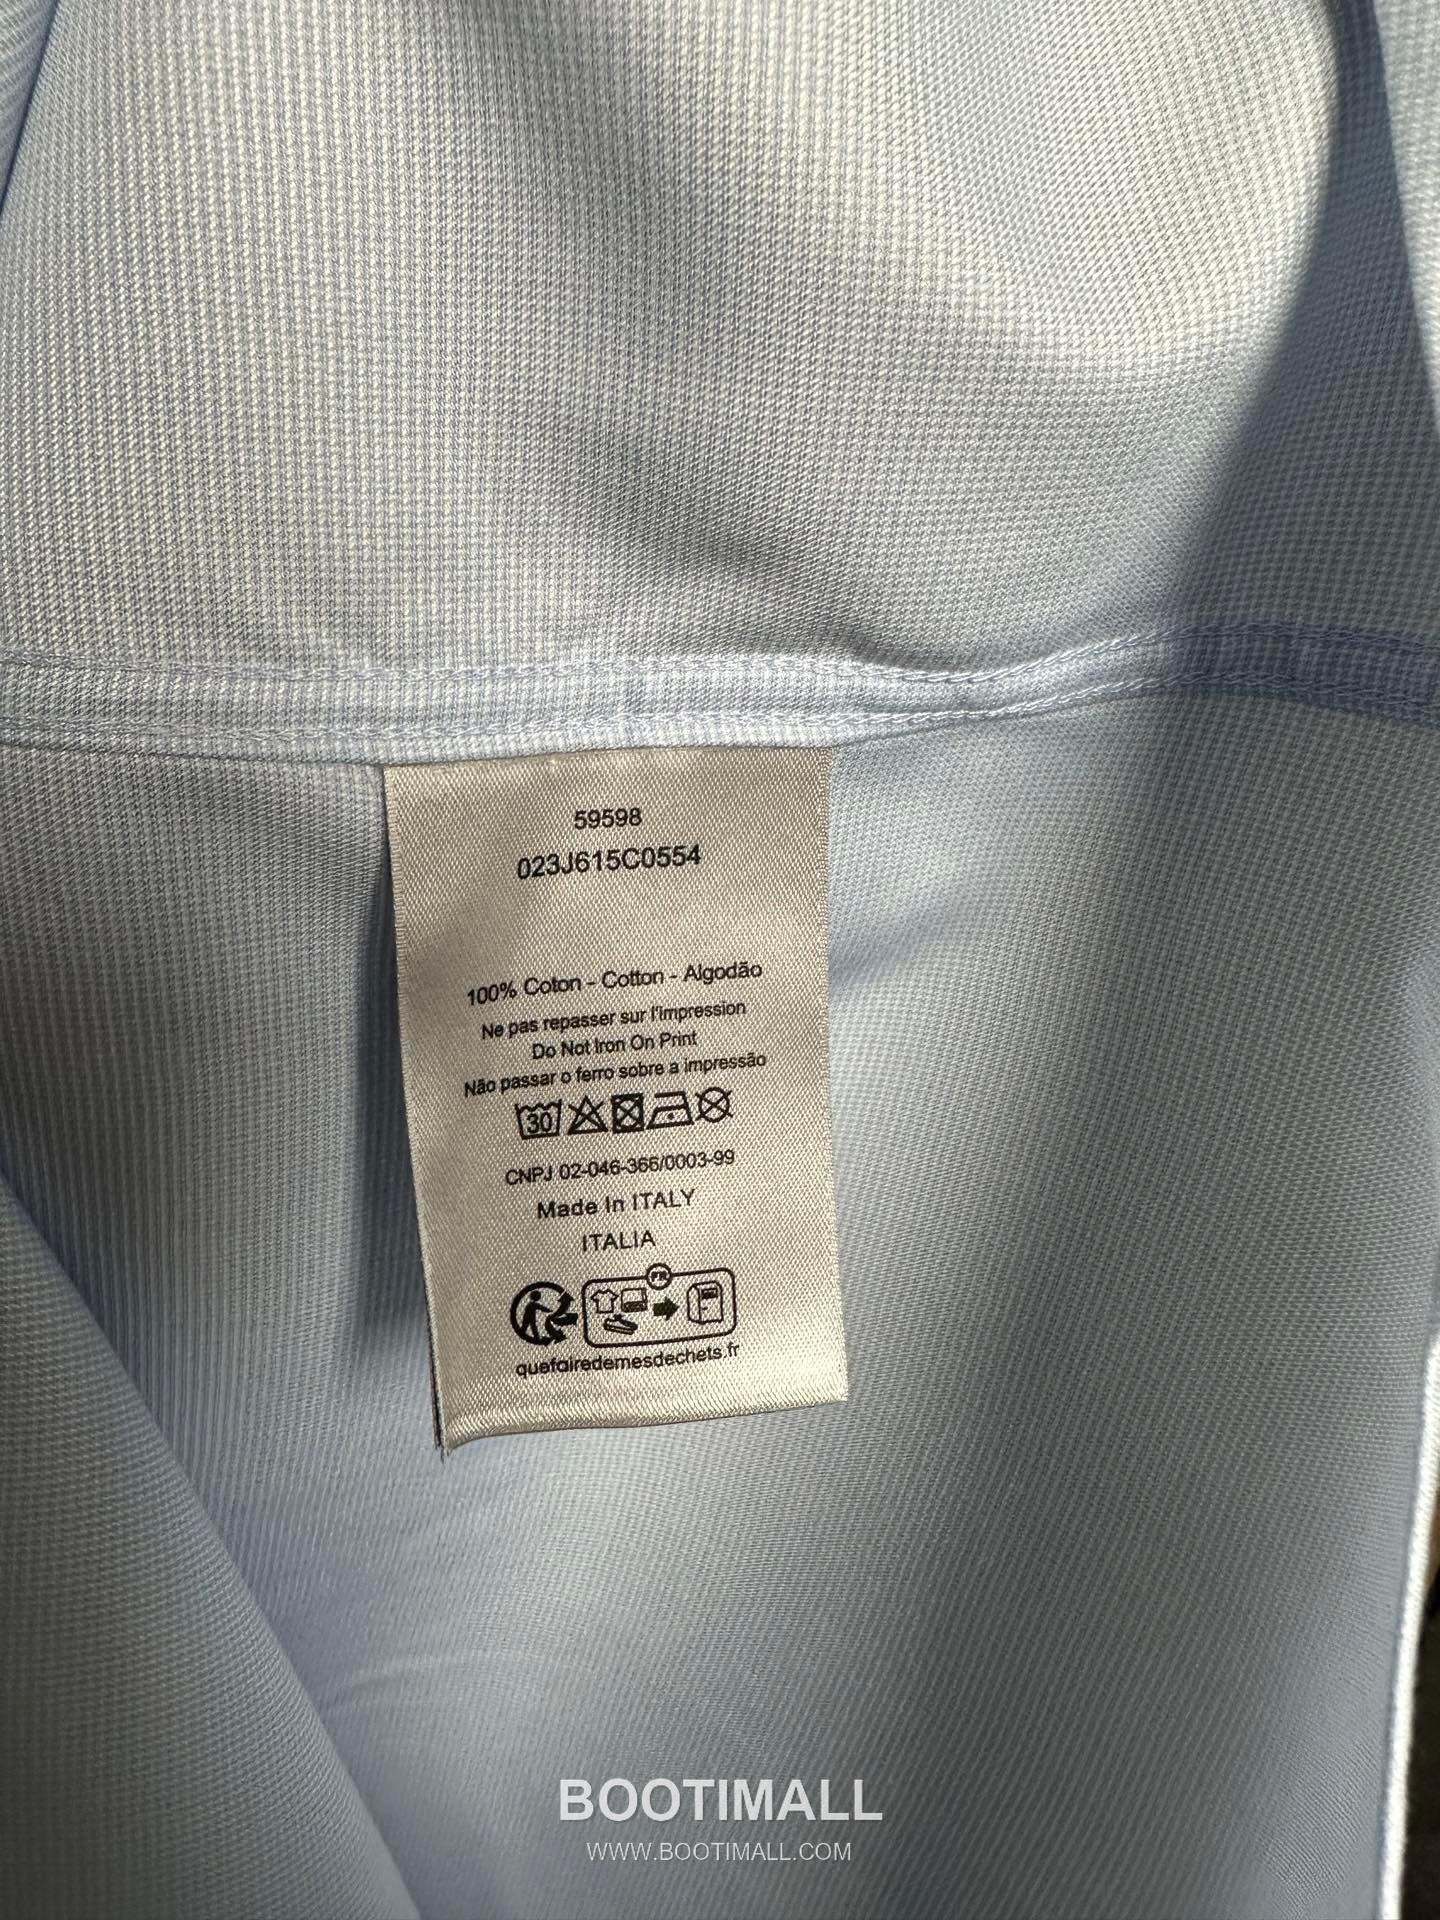 59598
023J615C0554
100% Coton - Cotton - Algodão
Ne pas repasser sur l'impression
Do Not Iron On Print
Não passar o ferro sobre a impressão
30
CNPJ 02-046-366/0003-99
Made In ITALY
ITALIA
FR
quefairedemesdechets.fr
BOOTIMALL
WWW.BOOTIMALL.COM